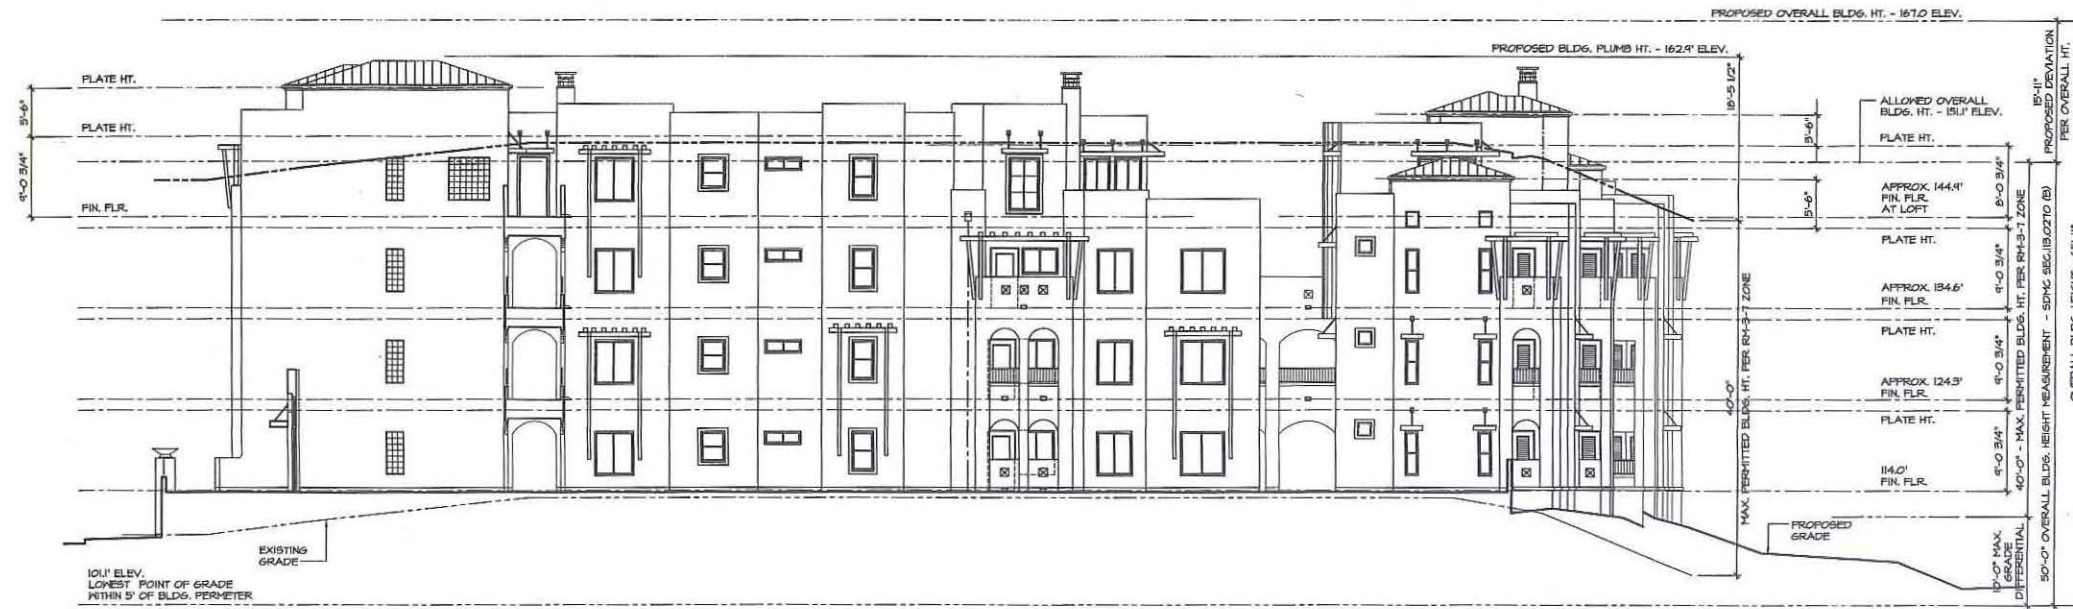 PROPOSED OVERALL BLDG. HT. - 167.0 ELEV.
PROPOSED BLDG. PLUMB HT. - 162.9' ELEV.
PLATE HT.
5'-6"
PLATE HT.
9'-0 3/4"
FIN. FLR.
EXISTING
GRADE
101.1' ELEV.
LOWEST POINT OF GRADE
WITHIN 5' OF BLDG. PERIMETER
18'-5 1/2"
40'-0"
MAX. PERMITTED BLDG. HT. PER RM-3-7 ZONE
3'-6"
5'-6"
ALLOWED OVERALL
BLDG. HT. - 151.1' ELEV.
PLATE HT.
APPROX. 144.9'
FIN. FLR.
AT LOFT
PLATE HT.
APPROX. 134.6'
FIN. FLR.
PLATE HT.
APPROX. 124.3'
FIN. FLR.
PLATE HT.
114.0'
FIN. FLR.
PROPOSED
GRADE
8'-0 3/4"
9'-0 3/4"
9'-0 3/4"
9'-0 3/4"
10'-0" MAX.
GRADE
DIFFERENTIAL
40'-0" - MAX. PERMITTED BLDG. HT. PER RM-3-7 ZONE
15'-11"
PROPOSED DEVIATION
PER OVERALL HT.
50'-0" OVERALL BLDG. HEIGHT MEASUREMENT - SDMC SEC.113.0270 (B)